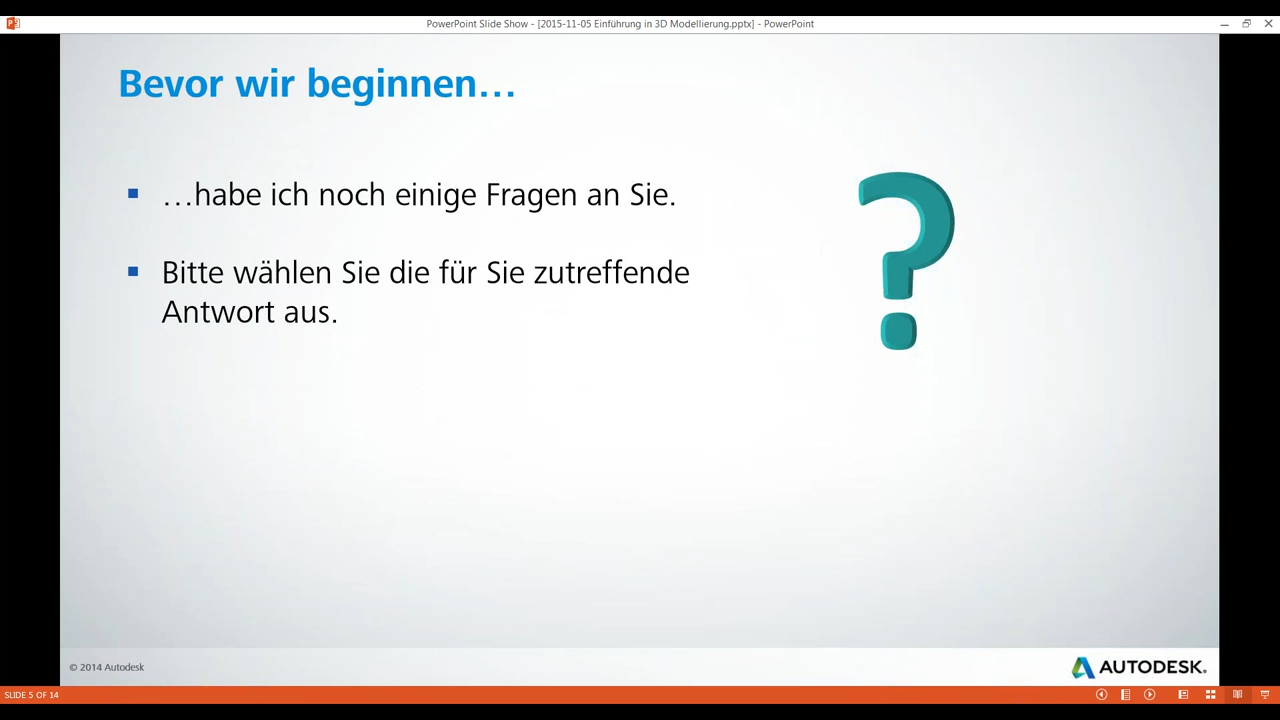 PowerPoint Slide Show - [2015-11-05 Einführung in 3D Modellierung.pptx] - PowerPoint
Bevor wir beginnen…
…habe ich noch einige Fragen an Sie.
Bitte wählen Sie die für Sie zutreffende
Antwort aus.
?
© 2014 Autodesk
AUTODESK.
SLIDE 5 OF 14